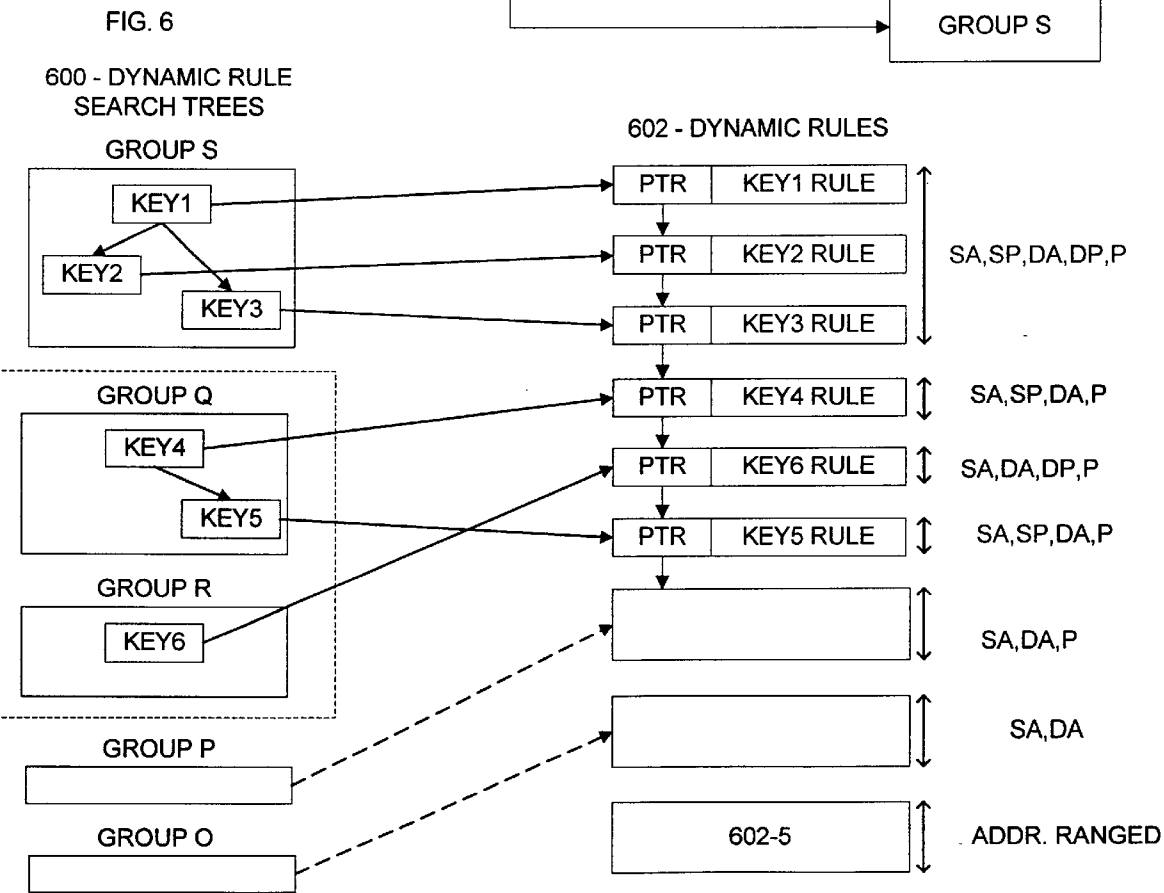 FIG. 6
GROUP S
600 - DYNAMIC RULE
SEARCH TREES
GROUP S
KEY1
KEY2
KEY3
GROUP Q
KEY4
KEY5
GROUP R
KEY6
GROUP P
GROUP O
602 - DYNAMIC RULES
PTR KEY1 RULE
PTR KEY2 RULE
PTR KEY3 RULE
SA,SP,DA,DP,P
PTR KEY4 RULE
SA,SP,DA,P
PTR KEY6 RULE
SA,DA,DP,P
PTR KEY5 RULE
SA,SP,DA,P
SA,DA,P
SA,DA
602-5
ADDR. RANGED